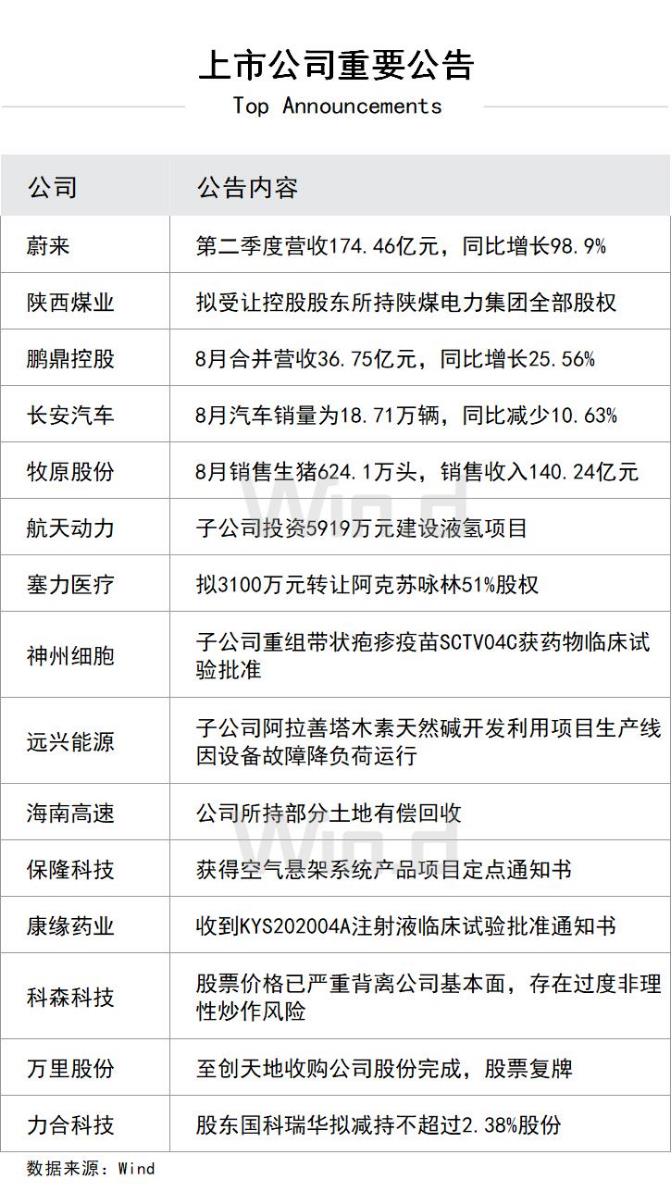 上市公司重要公告
Top Announcements
公司 公告内容
蔚来 第二季度营收174.46亿元，同比增长98.9%
陕西煤业 拟受让控股股东所持陕煤电力集团全部股权
鹏鼎控股 8月合并营收36.75亿元，同比增长25.56%
长安汽车 8月汽车销量为18.71万辆，同比减少10.63%
牧原股份 8月销售生猪624.1万头，销售收入140.24亿元
航天动力 子公司投资5919万元建设液氢项目
塞力医疗 拟3100万元转让阿克苏咏林51%股权
神州细胞 子公司重组带状疱疹疫苗SCTV04C获药物临床试
验批准
远兴能源 子公司阿拉善塔木素天然碱开发利用项目生产线
因设备故障降负荷运行
海南高速 公司所持部分土地有偿回收
保隆科技 获得空气悬架系统产品项目定点通知书
康缘药业 收到KYS202004A注射液临床试验批准通知书
科森科技 股票价格已严重背离公司基本面，存在过度非理
性炒作风险
万里股份 至创天地收购公司股份完成，股票复牌
力合科技 股东国科瑞华拟减持不超过2.38%股份
数据来源：Wind
Win.d
Win.d